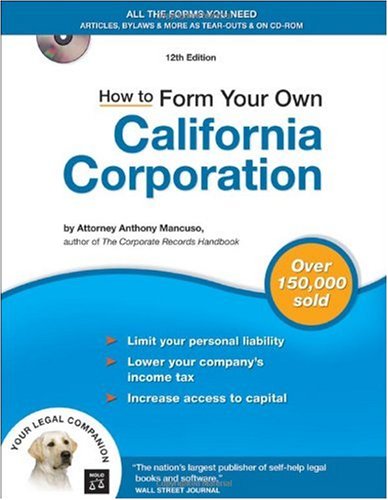 ALL THE FORMS YOU NEED
ARTICLES, BYLAWS & MORE AS TEAR-OUTS & ON CD-ROM
12th Edition
How to Form Your Own
California
Corporation
by Attorney Anthony Mancuso,
author of The Corporate Records Handbook
Over
150,000
sold
Limit your personal liability
Lower your company's
income tax
Increase access to capital
YOUR LEGAL COMPANION
NOLO
"The nation's largest publisher of self-help legal
books and software."
WALL STREET JOURNAL
Copyrighted Material